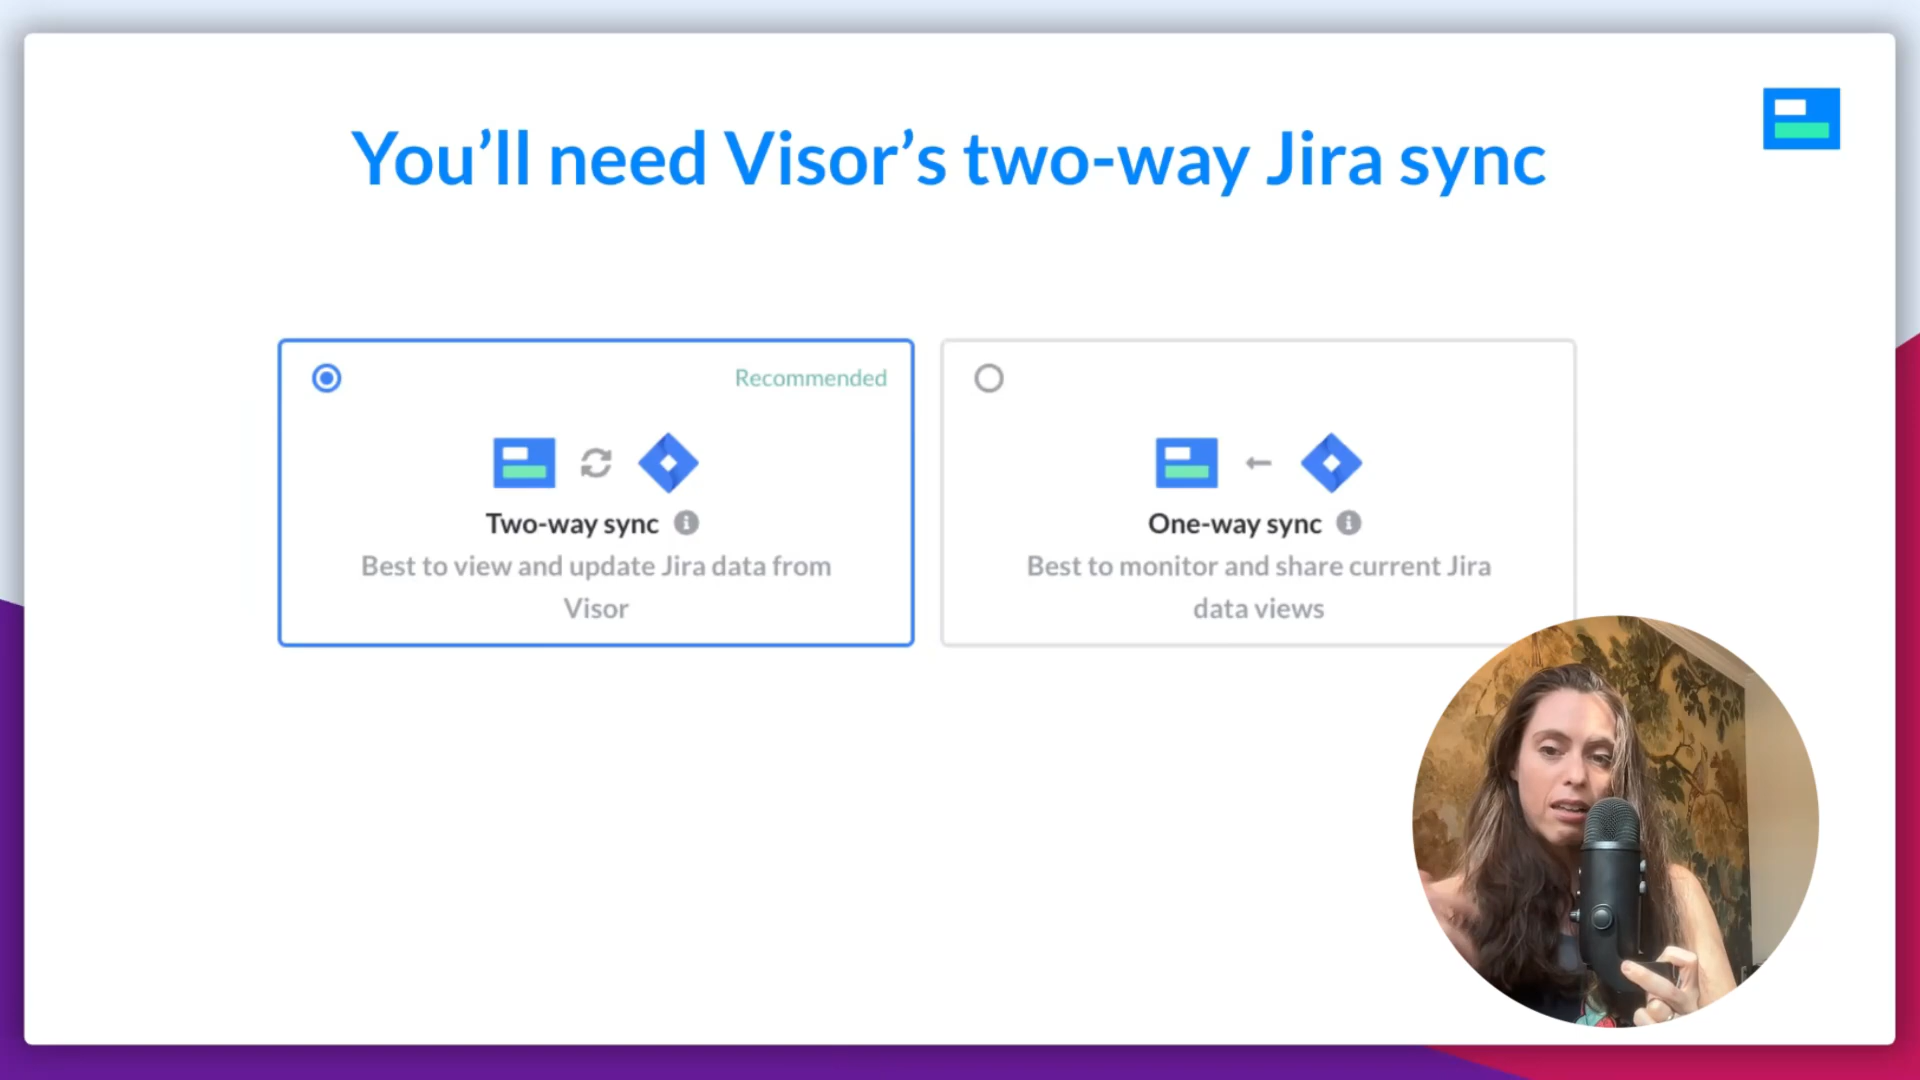 You’ll need Visor’s two-way Jira sync
Recommended
Two-way sync
Best to view and update Jira data from
Visor
One-way sync
Best to monitor and share current Jira
data views